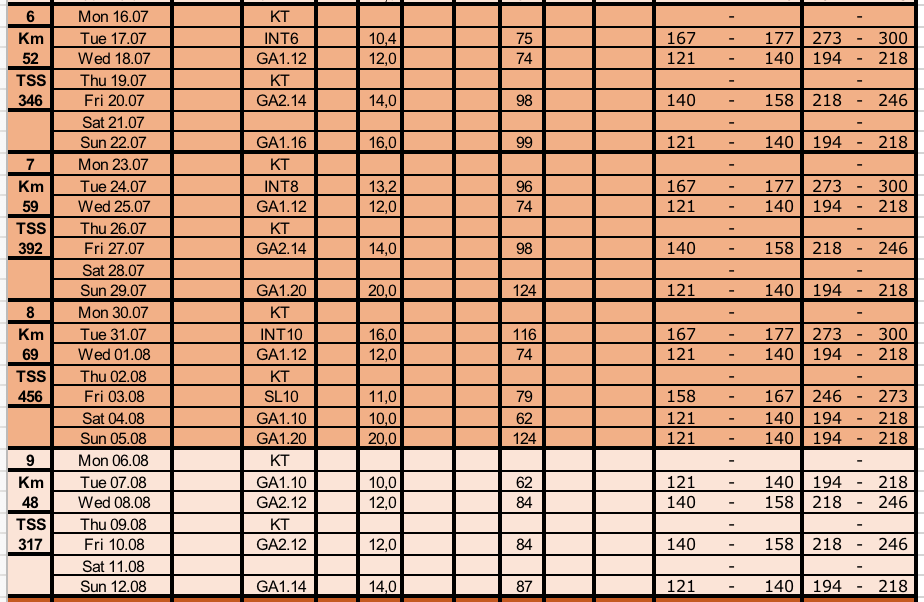 6 Mon 16.07 KT - -
Km Tue 17.07 INT6 10,4 75 167 - 177 273 - 300
52 Wed 18.07 GA1.12 12,0 74 121 - 140 194 - 218
TSS Thu 19.07 KT - -
346 Fri 20.07 GA2.14 14,0 98 140 - 158 218 - 246
Sat 21.07 - -
Sun 22.07 GA1.16 16,0 99 121 - 140 194 - 218
7 Mon 23.07 KT - -
Km Tue 24.07 INT8 13,2 96 167 - 177 273 - 300
59 Wed 25.07 GA1.12 12,0 74 121 - 140 194 - 218
TSS Thu 26.07 KT - -
392 Fri 27.07 GA2.14 14,0 98 140 - 158 218 - 246
Sat 28.07 - -
Sun 29.07 GA1.20 20,0 124 121 - 140 194 - 218
8 Mon 30.07 KT - -
Km Tue 31.07 INT10 16,0 116 167 - 177 273 - 300
69 Wed 01.08 GA1.12 12,0 74 121 - 140 194 - 218
TSS Thu 02.08 KT - -
456 Fri 03.08 SL10 11,0 79 158 - 167 246 - 273
Sat 04.08 GA1.10 10,0 62 121 - 140 194 - 218
Sun 05.08 GA1.20 20,0 124 121 - 140 194 - 218
9 Mon 06.08 KT - -
Km Tue 07.08 GA1.10 10,0 62 121 - 140 194 - 218
48 Wed 08.08 GA2.12 12,0 84 140 - 158 218 - 246
TSS Thu 09.08 KT - -
317 Fri 10.08 GA2.12 12,0 84 140 - 158 218 - 246
Sat 11.08 - -
Sun 12.08 GA1.14 14,0 87 121 - 140 194 - 218